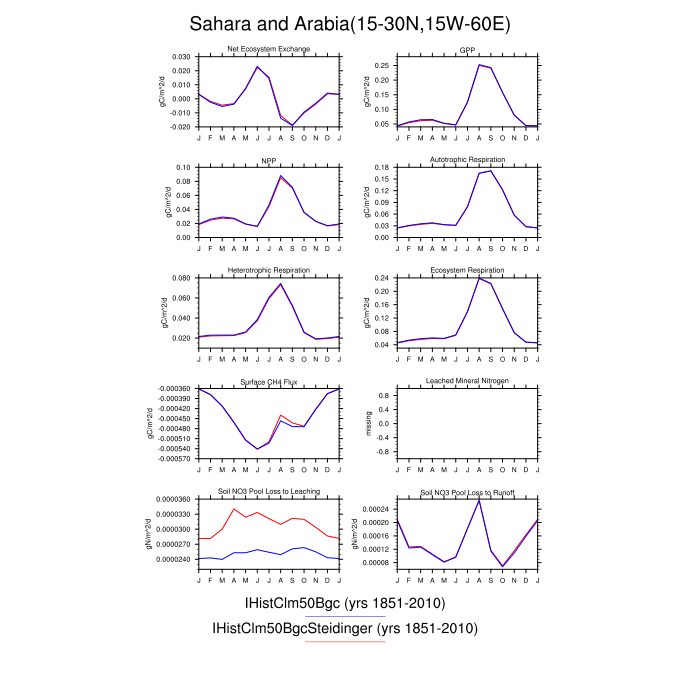 Sahara and Arabia(15-30N,15W-60E)
Net Ecosystem Exchange
GPP
gC/m^2/d
0.030
0.020
0.010
0.000
-0.010
-0.020
J F M A M J J A S O N D J
gC/m^2/d
0.25
0.20
0.15
0.10
0.05
J F M A M J J A S O N D J
NPP
Autotrophic Respiration
gC/m^2/d
0.10
0.08
0.06
0.04
0.02
0.00
J F M A M J J A S O N D J
gC/m^2/d
0.18
0.15
0.12
0.09
0.06
0.03
0.00
J F M A M J J A S O N D J
Heterotrophic Respiration
Ecosystem Respiration
gC/m^2/d
0.080
0.060
0.040
0.020
J F M A M J J A S O N D J
gC/m^2/d
0.24
0.20
0.16
0.12
0.08
0.04
J F M A M J J A S O N D J
Surface CH4 Flux
Leached Mineral Nitrogen
gC/m^2/d
-0.000360
-0.000390
-0.000420
-0.000450
-0.000480
-0.000510
-0.000540
-0.000570
J F M A M J J A S O N D J
missing
0.8
0.4
0.0
-0.4
-0.8
J F M A M J J A S O N D J
Soil NO3 Pool Loss to Leaching
Soil NO3 Pool Loss to Runoff
gN/m^2/d
0.0000360
0.0000330
0.0000300
0.0000270
0.0000240
J F M A M J J A S O N D J
gN/m^2/d
0.00024
0.00020
0.00016
0.00012
0.00008
J F M A M J J A S O N D J
IHistClm50Bgc (yrs 1851-2010)
IHistClm50BgcSteidinger (yrs 1851-2010)